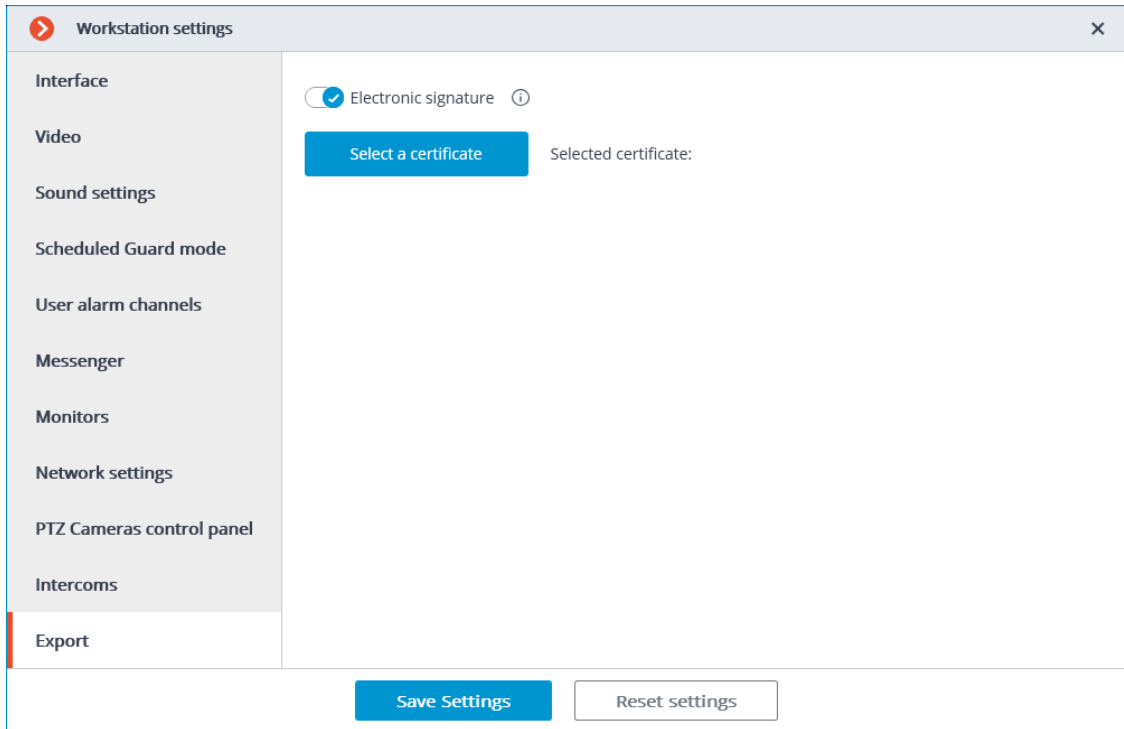 Workstation settings
Interface
Video
Sound settings
Scheduled Guard mode
User alarm channels
Messenger
Monitors
Network settings
PTZ Cameras control panel
Intercoms
Export
Electronic signature
Select a certificate
Selected certificate:
Save Settings
Reset settings